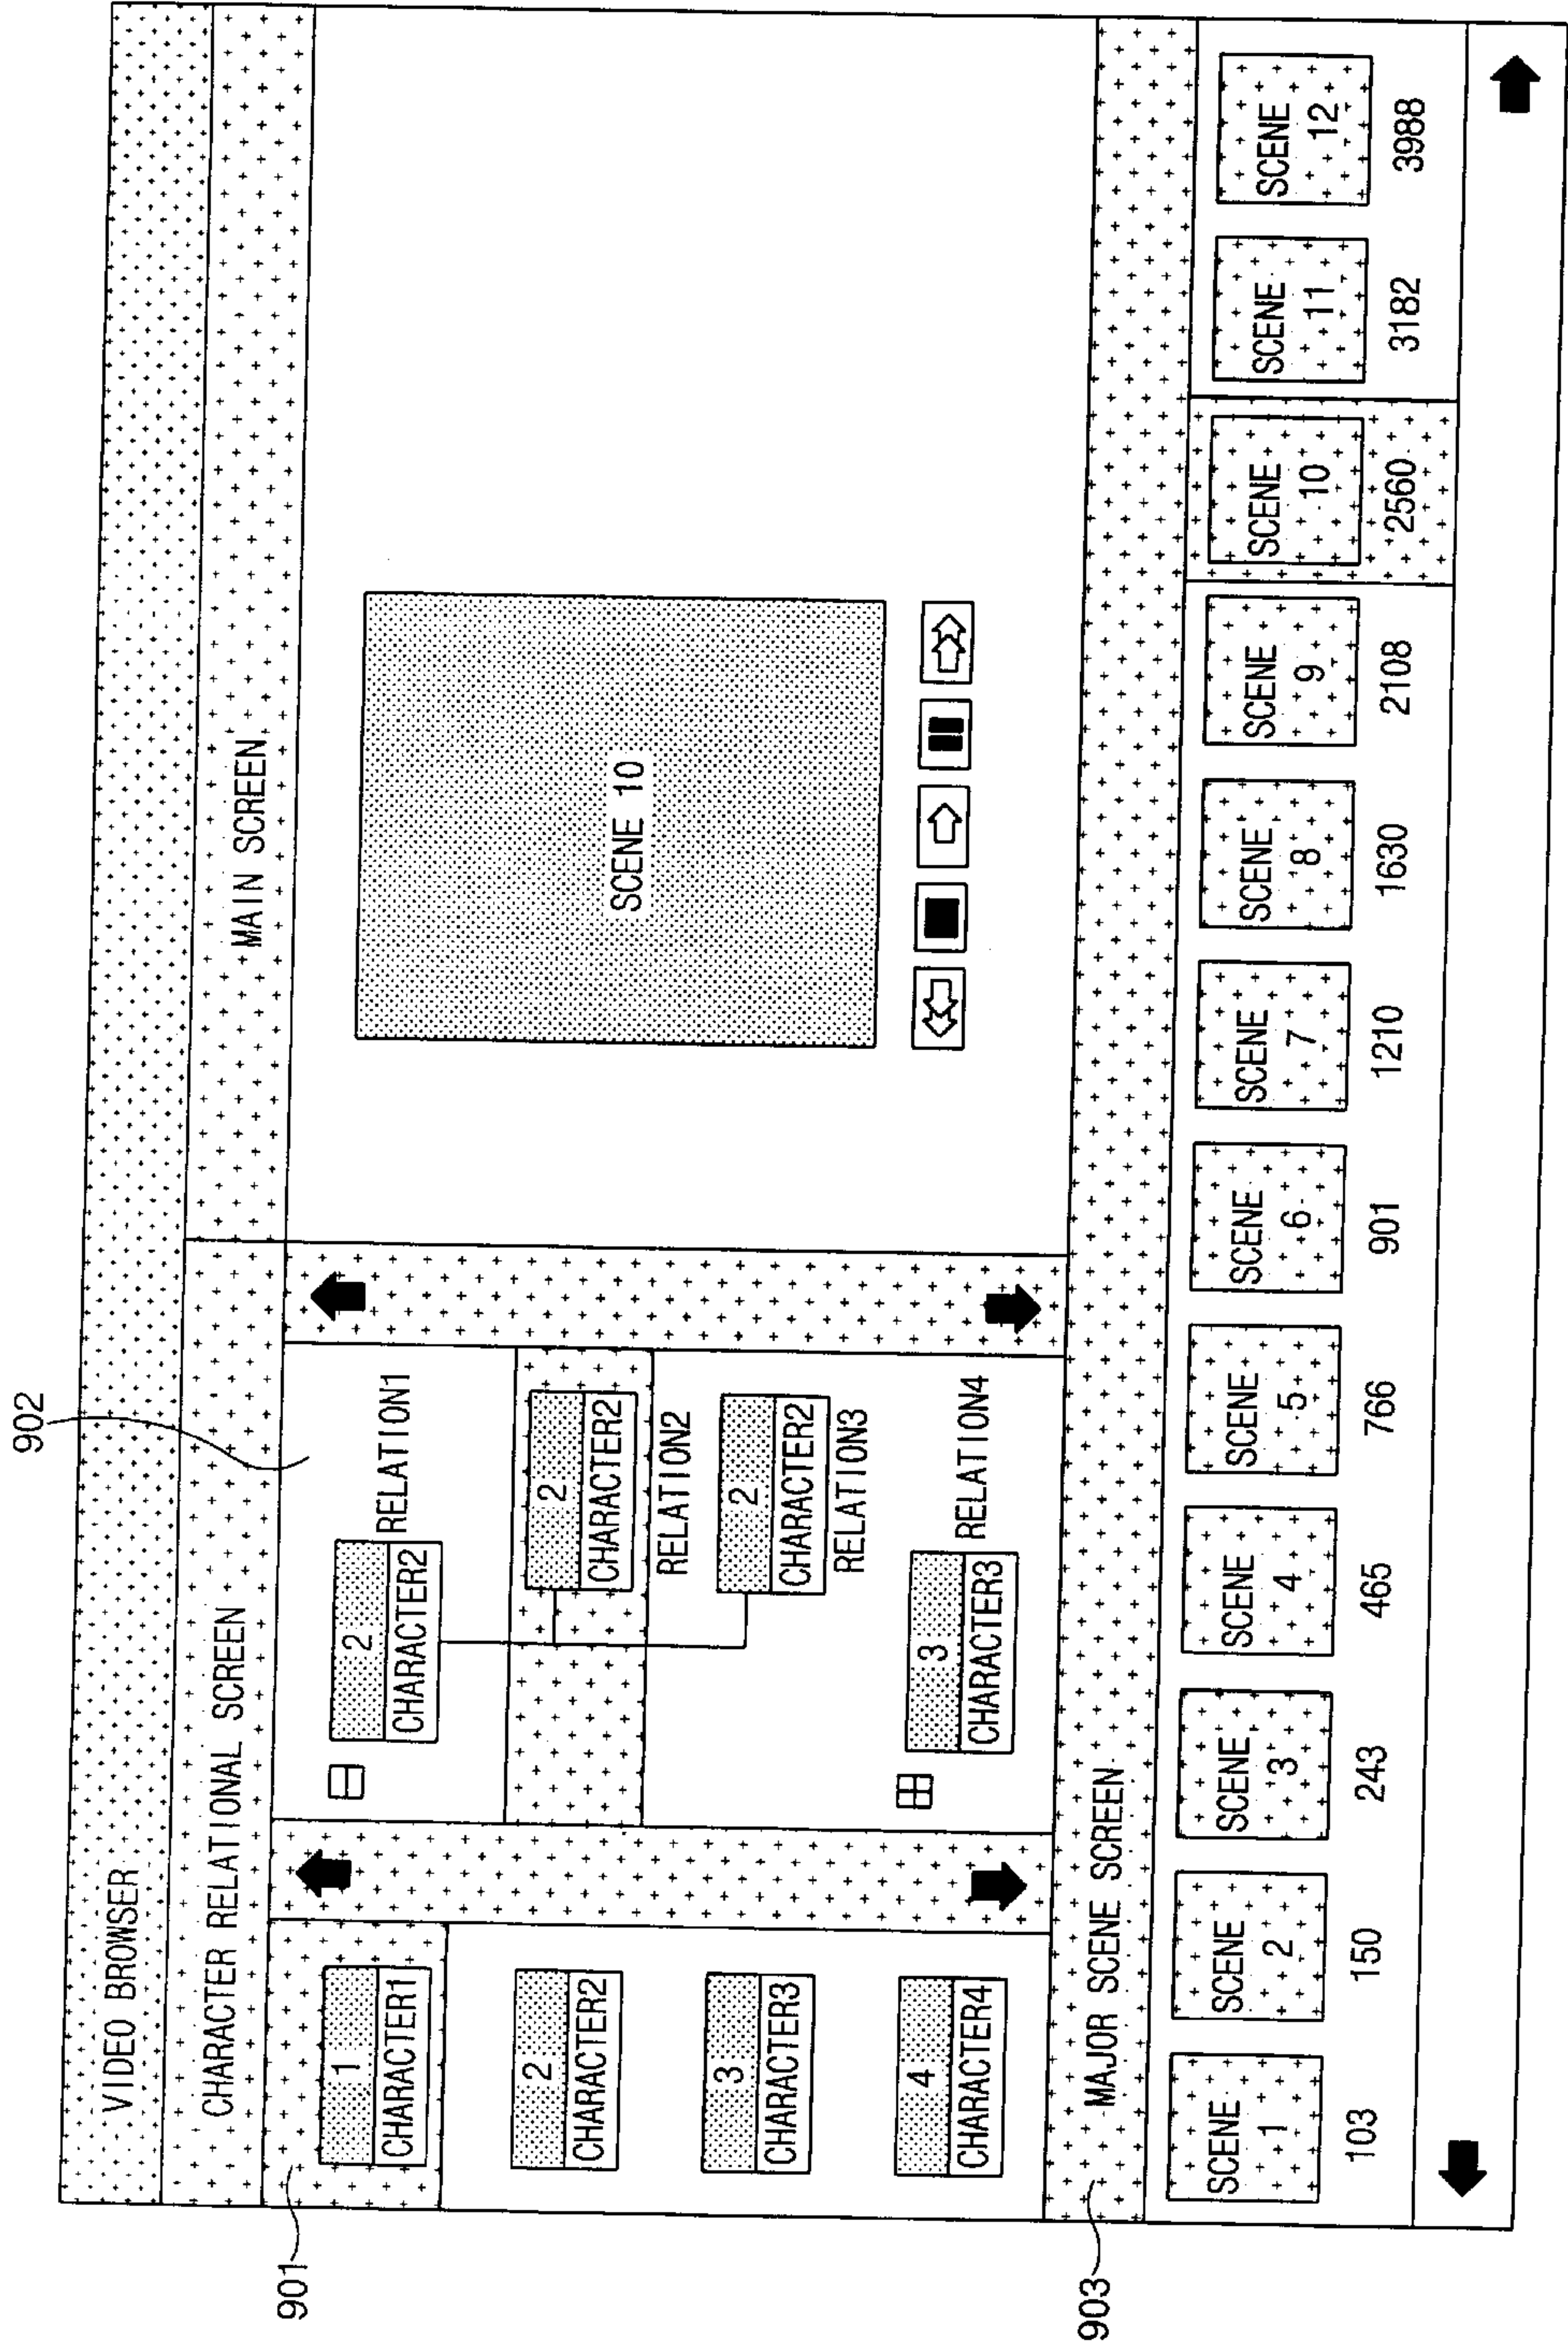 VIDEO BROWSER
CHARACTER RELATIONAL SCREEN
MAIN SCREEN
901
902
1
CHARACTER1
2
CHARACTER2
3
CHARACTER3
4
CHARACTER4
2
CHARACTER2
RELATION1
2
CHARACTER2
RELATION2
2
CHARACTER2
RELATION3
3
CHARACTER3
RELATION4
SCENE 10
903
MAJOR SCENE SCREEN
SCENE
1
103
SCENE
2
150
SCENE
3
243
SCENE
4
465
SCENE
5
766
SCENE
6
901
SCENE
7
1210
SCENE
8
1630
SCENE
9
2108
SCENE
10
2560
SCENE
11
3182
SCENE
12
3988